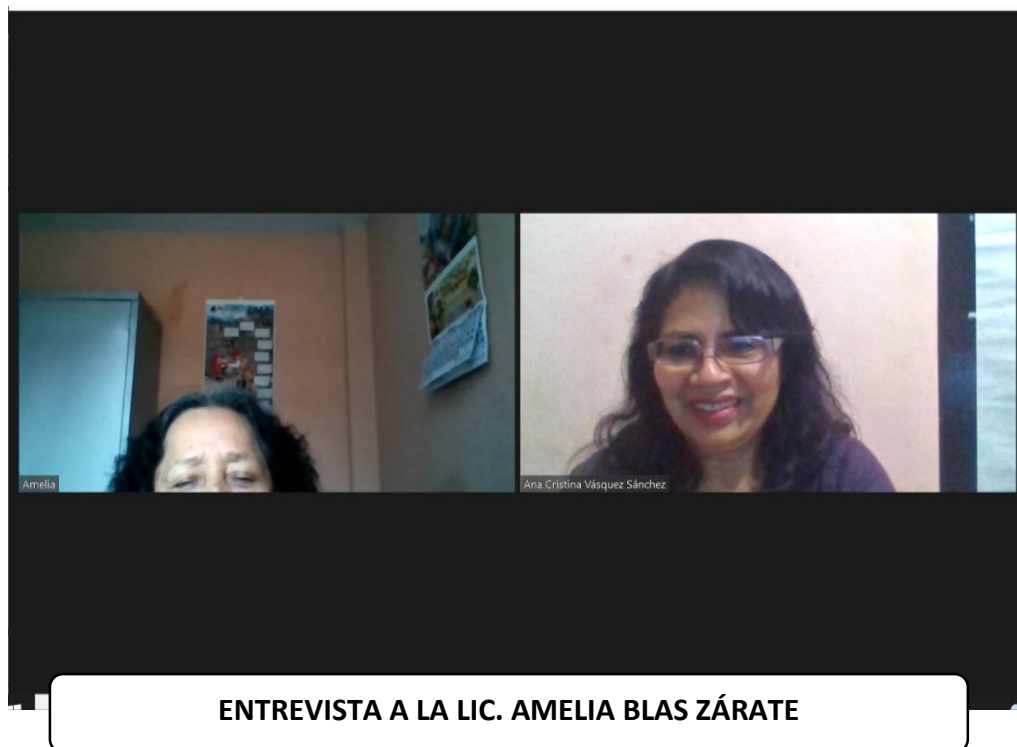 Amelia
Ana Cristina Vásquez Sánchez
ENTREVISTA A LA LIC. AMELIA BLAS ZÁRATE